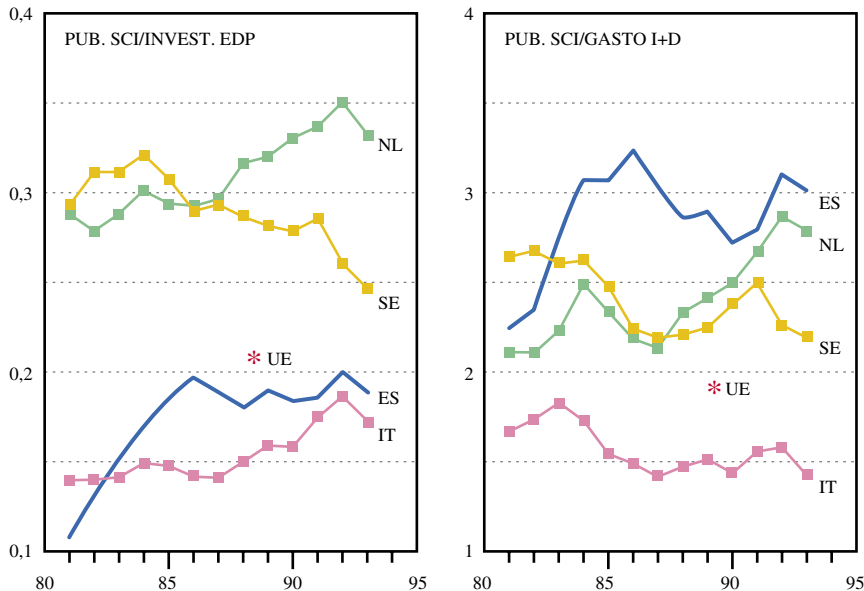 PUB. SCI/INVEST. EDP
0,4
0,3
0,2
0,1
NL
SE
* UE
ES
IT
80
85
90
95
PUB. SCI/GASTO I+D
4
3
2
1
ES
NL
SE
* UE
IT
80
85
90
95